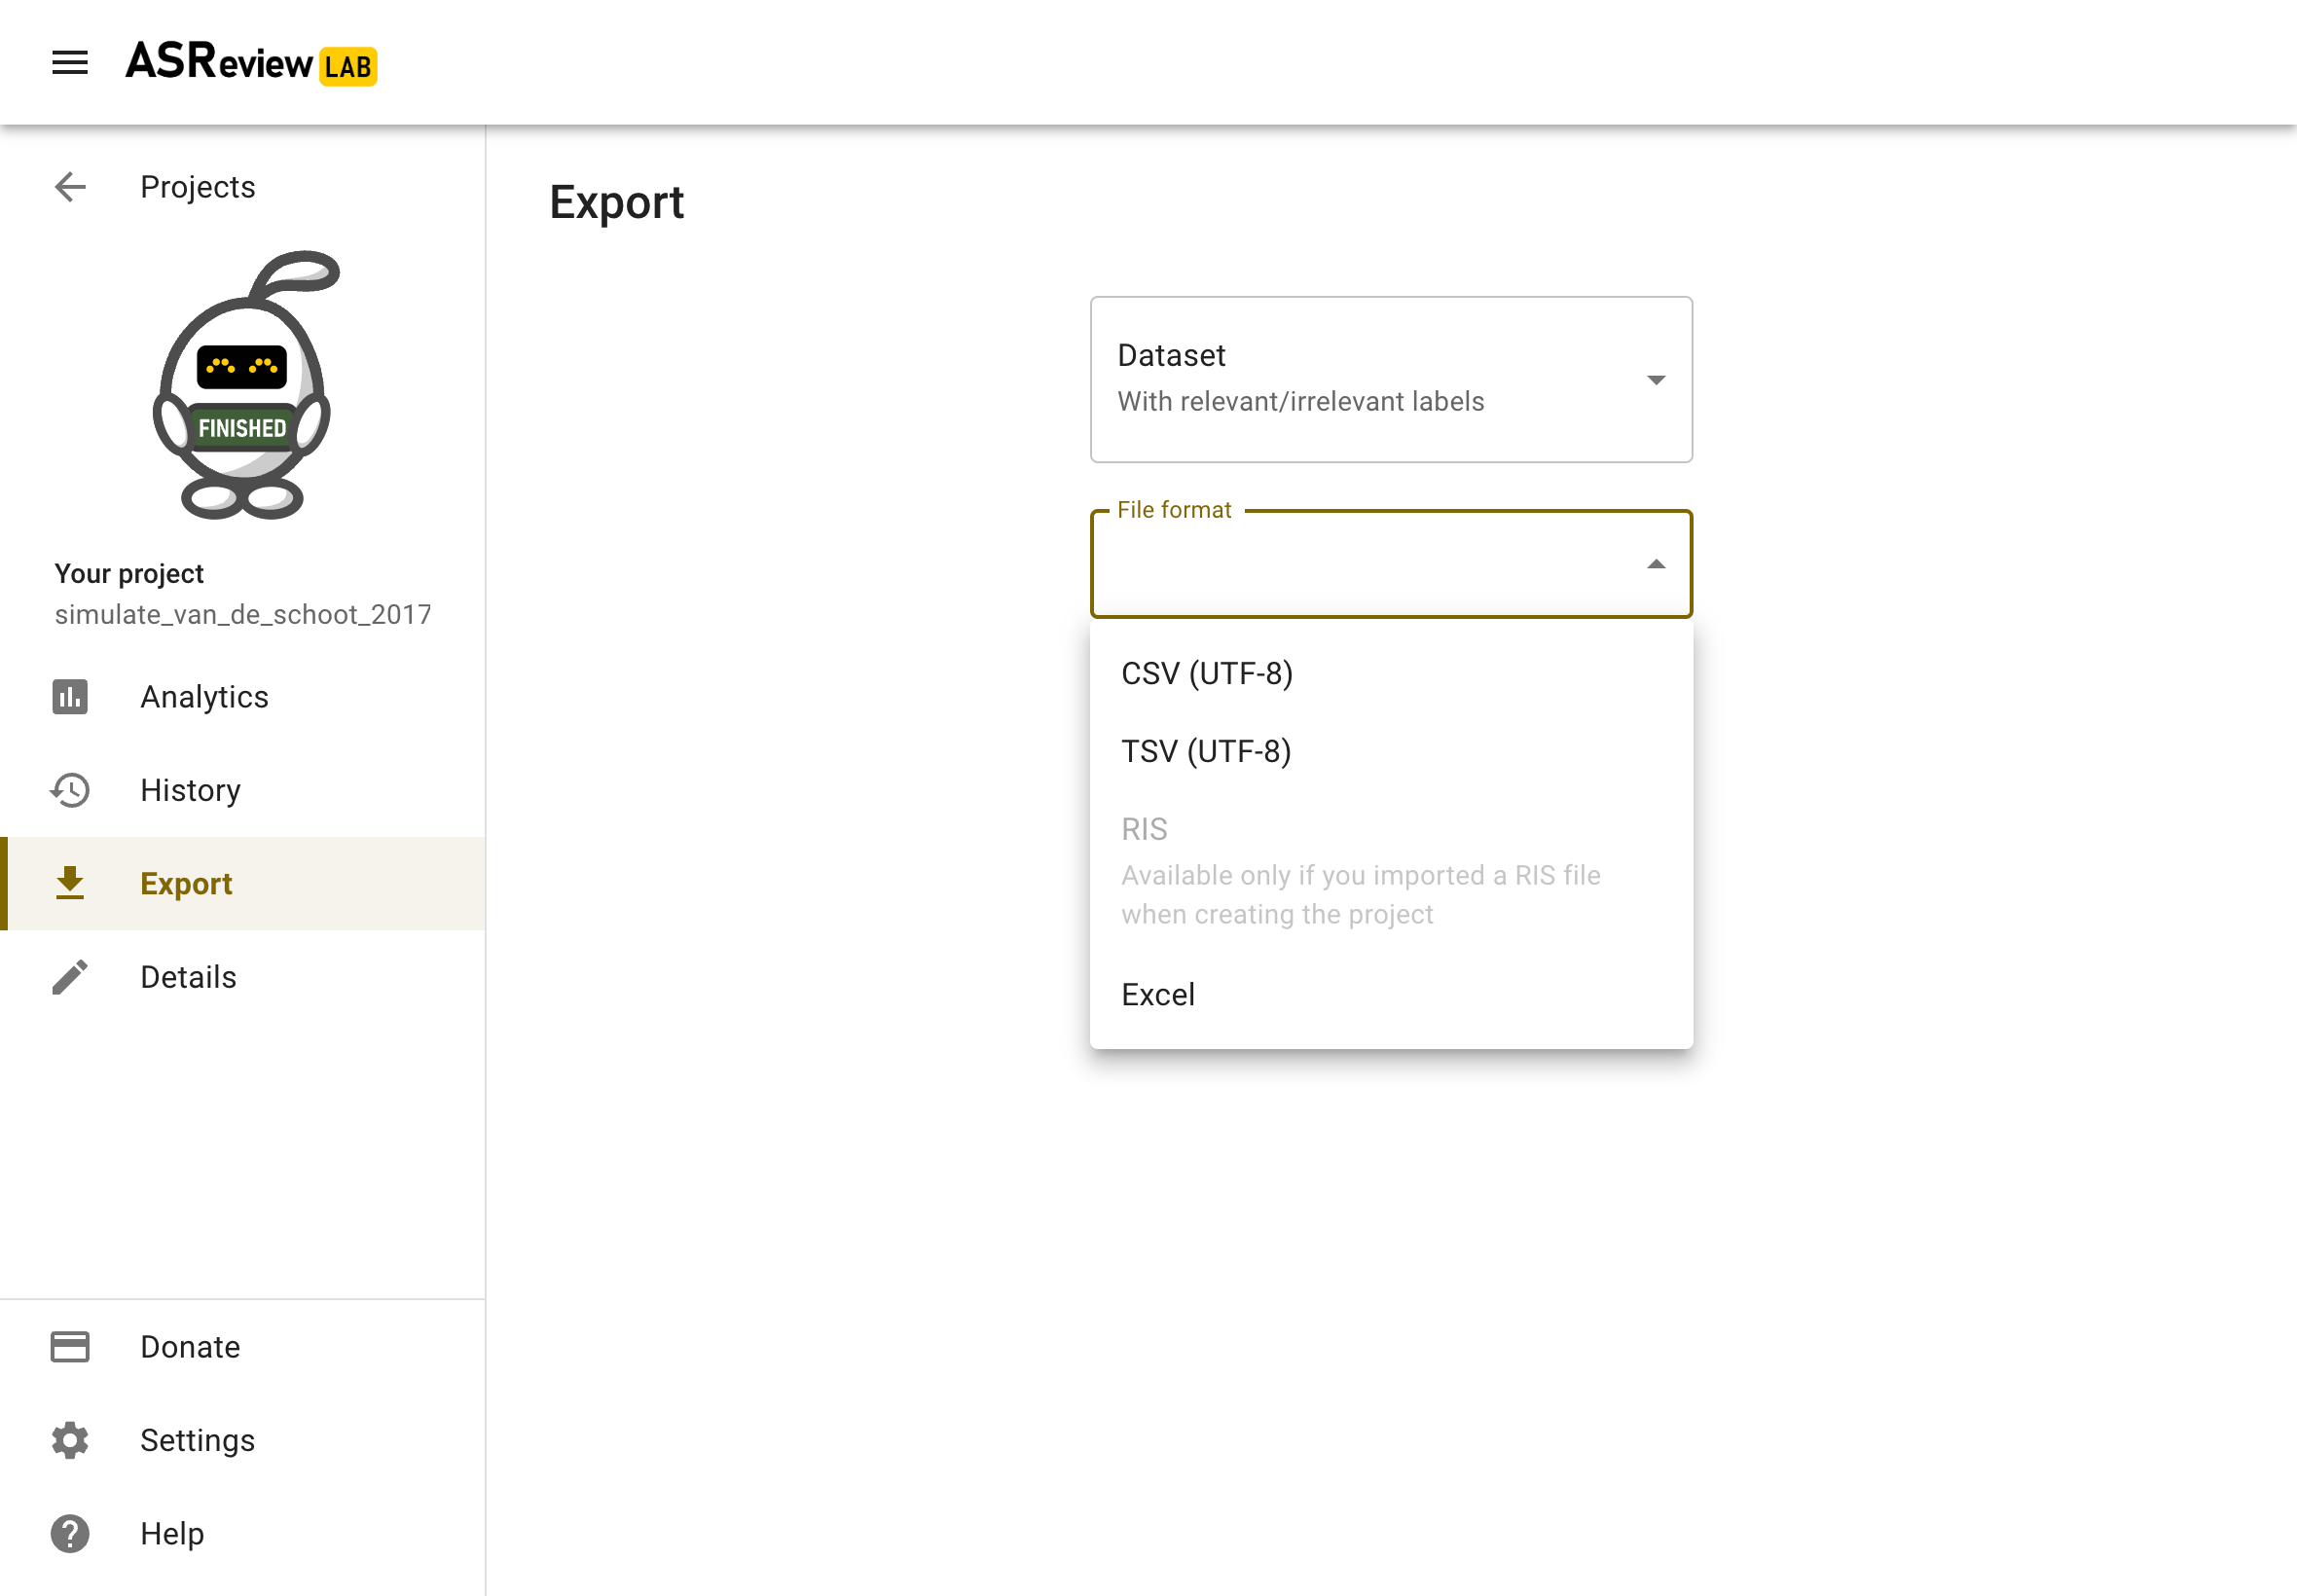 ASReview LAB
Projects
FINISHED
Your project
simulate_van_de_schoot_2017
Analytics
History
Export
Details
Donate
Settings
Help
Export
Dataset
With relevant/irrelevant labels
File format
CSV (UTF-8)
TSV (UTF-8)
RIS
Available only if you imported a RIS file
when creating the project
Excel